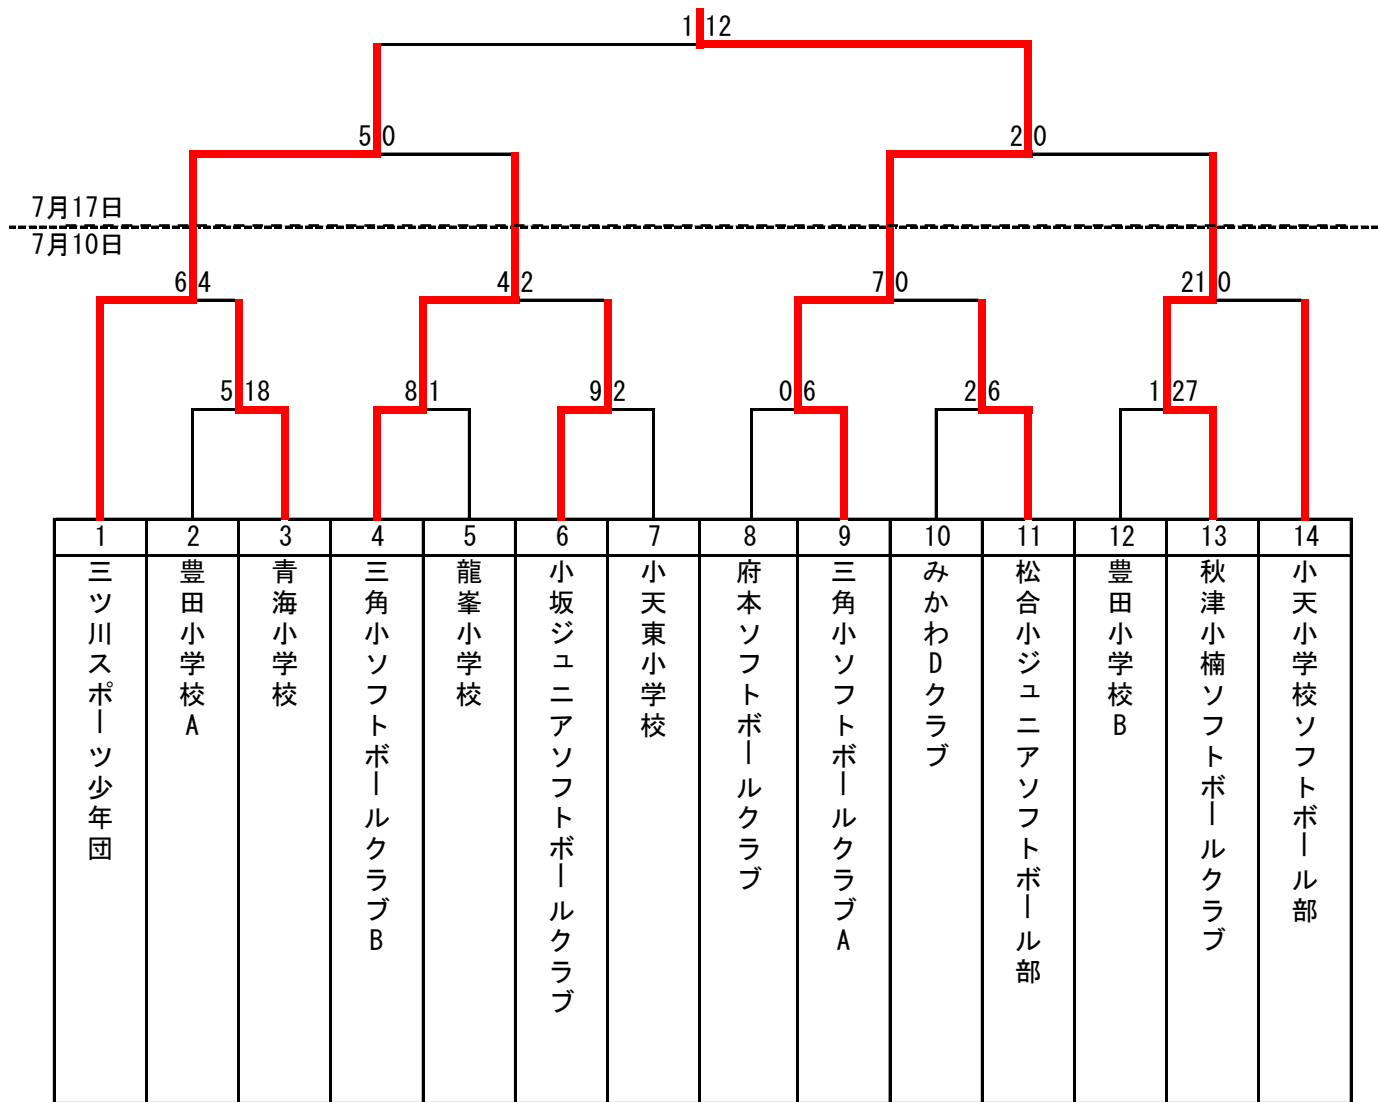 1 12
5 0
2 0
7月17日
7月10日
6 4
4 2
7 0
21 0
5 18
8 1
9 2
0 6
2 6
1 27
1 2 3 4 5 6 7 8 9 10 11 12 13 14
三ツ川スポーツ少年団
豊田小学校A
青海小学校
三角小ソフトボールクラブB
龍峯小学校
小坂ジュニアソフトボールクラブ
小天東小学校
府本ソフトボールクラブ
三角小ソフトボールクラブA
みかわDクラブ
松合小ジュニアソフトボール部
豊田小学校B
秋津小楠ソフトボールクラブ
小天小学校ソフトボール部